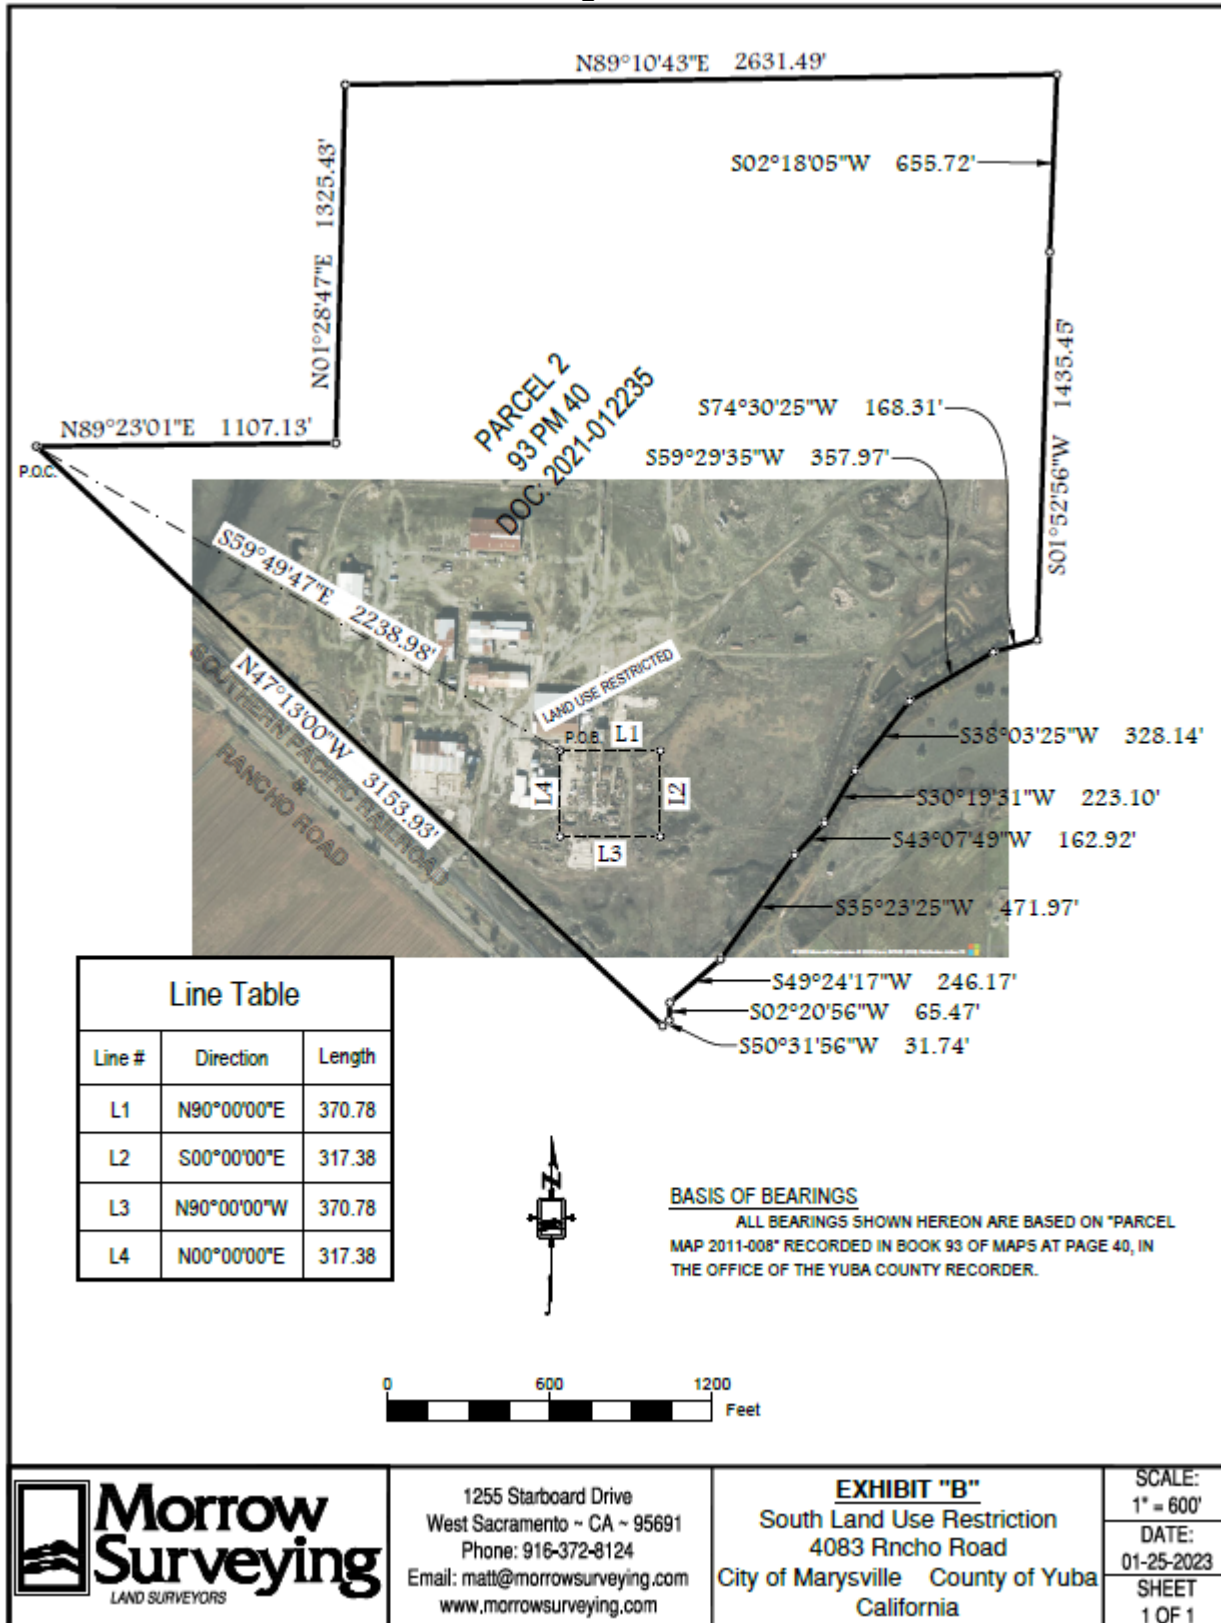 N89°10'43"E 2631.49'
S02°18'05"W 655.72'
N01°28'47"E 1325.43'
S01°52'56"W 1435.45'
PARCEL 2
93 PM 40
DOC: 2021-012235
S74°30'25"W 168.31'
S59°29'35"W 357.97'
N89°23'01"E 1107.13'
P.O.C.
S59°49'47"E 2238.98'
N47°13'00"W 3153.93'
SOUTHERN PACIFIC RAILROAD
&
RANCHO ROAD
LAND USE RESTRICTED
P.O.B.
L1
L2
L3
L4
S38°03'25"W 328.14'
S30°19'31"W 223.10'
S43°07'49"W 162.92'
S35°23'25"W 471.97'
S49°24'17"W 246.17'
S02°20'56"W 65.47'
S50°31'56"W 31.74'
Line Table
Line # Direction Length
L1 N90°00'00"E 370.78
L2 S00°00'00"E 317.38
L3 N90°00'00"W 370.78
L4 N00°00'00"E 317.38
N
BASIS OF BEARINGS
ALL BEARINGS SHOWN HEREON ARE BASED ON "PARCEL
MAP 2011-008" RECORDED IN BOOK 93 OF MAPS AT PAGE 40, IN
THE OFFICE OF THE YUBA COUNTY RECORDER.
0 600 1200
Feet
Morrow
Surveying
LAND SURVEYORS
1255 Starboard Drive
West Sacramento ~ CA ~ 95691
Phone: 916-372-8124
Email: matt@morrowsurveying.com
www.morrowsurveying.com
EXHIBIT "B"
South Land Use Restriction
4083 Rncho Road
City of Marysville County of Yuba
California
SCALE:
1" = 600'
DATE:
01-25-2023
SHEET
1 OF 1